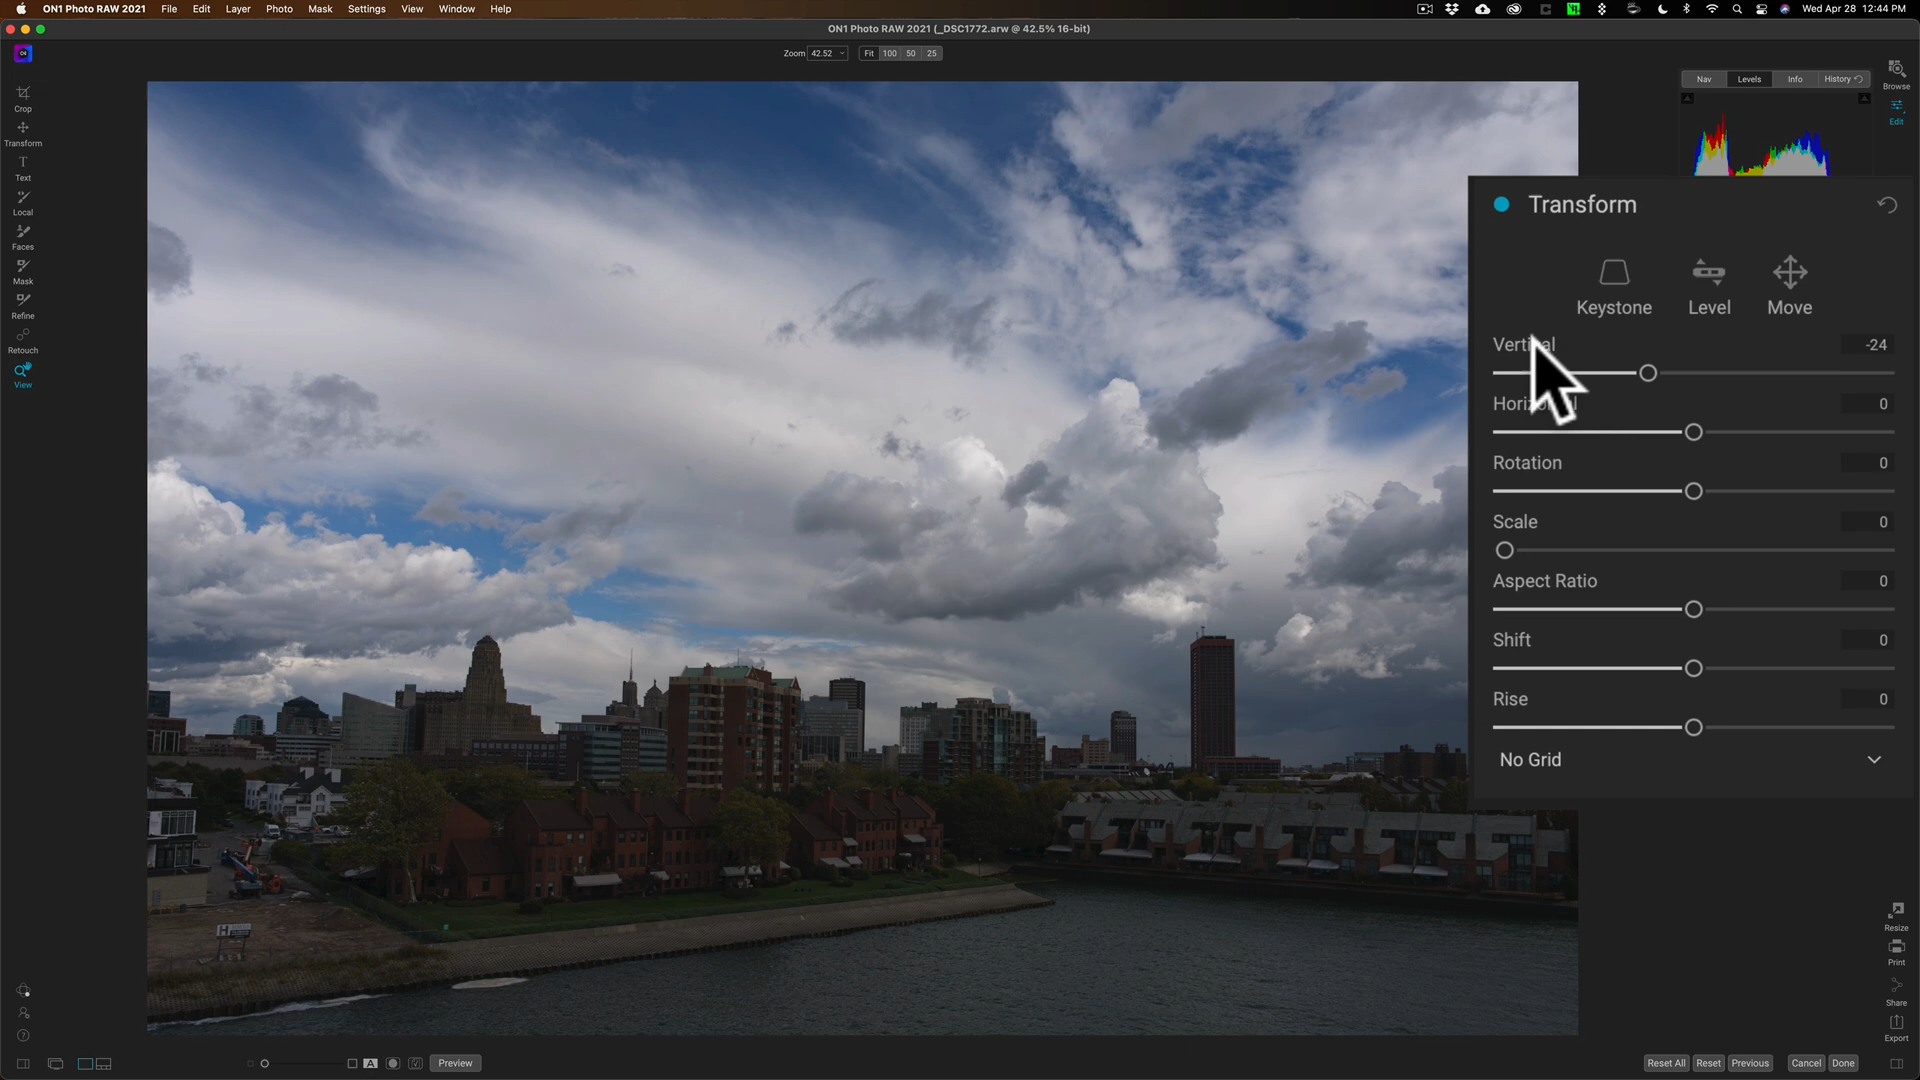 ON1 Photo RAW 2021 File Edit Layer Photo Mask Settings View Window Help
Wed Apr 28 12:44 PM
ON1 Photo RAW 2021 (_DSC1772.arw @ 42.5% 16-bit)
Zoom 42.52 Fit 100 50 25
Nav Levels Info History
Browse
Edit
Crop
Transform
Text
Local
Faces
Mask
Refine
Retouch
View
Transform
Keystone Level Move
Vertical -24
Horizontal 0
Rotation 0
Scale 0
Aspect Ratio 0
Shift 0
Rise 0
No Grid
Resize
Print
Share
Export
A Preview
Reset All Reset Previous Cancel Done